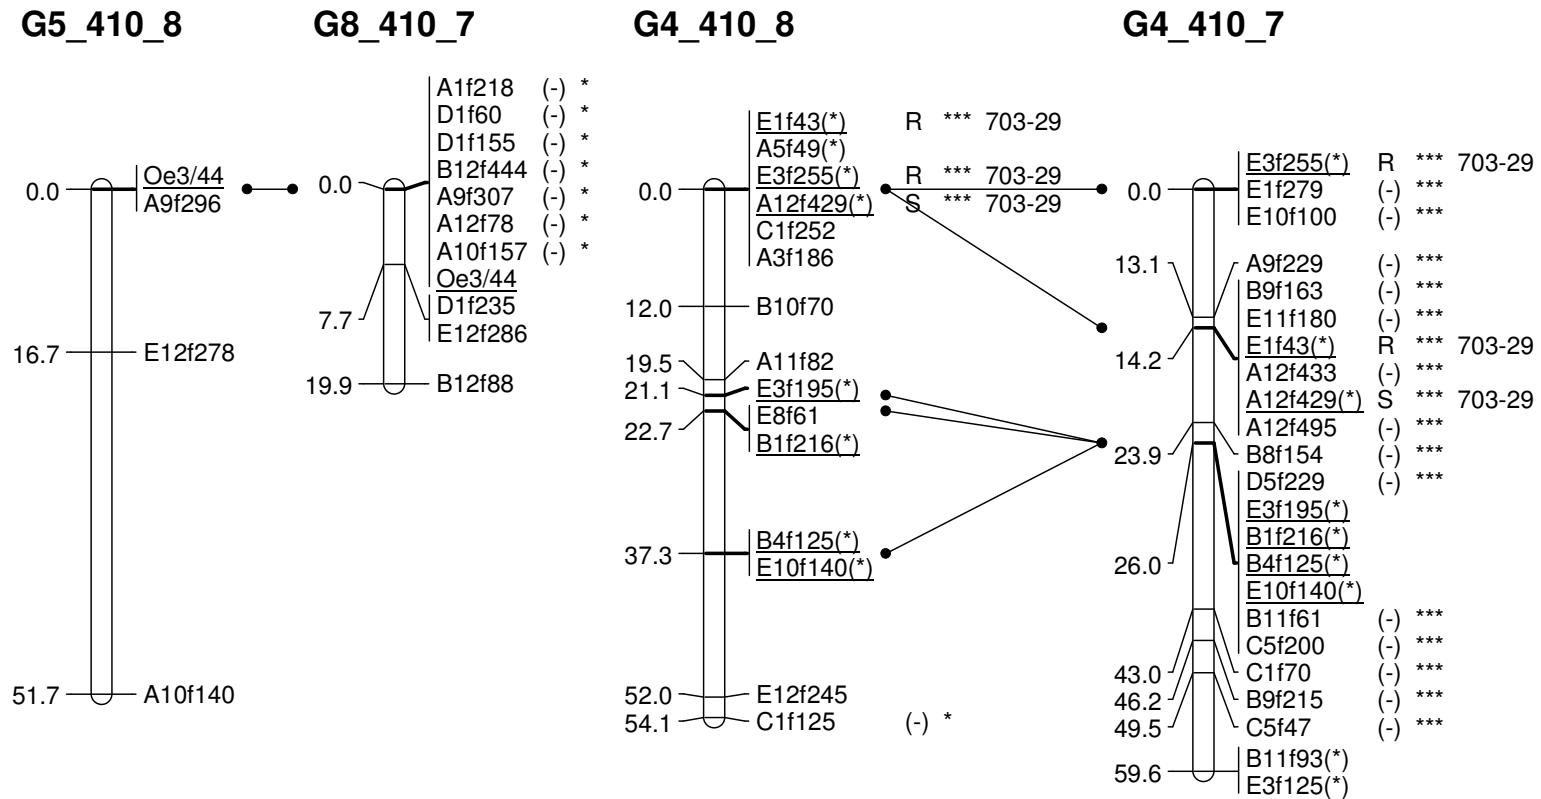 G5_410_8
0.0
Oe3/44
A9f296
16.7
E12f278
51.7
A10f140
G8_410_7
A1f218 (-) *
D1f60 (-) *
D1f155 (-) *
B12f444 (-) *
0.0
A9f307 (-) *
A12f78 (-) *
A10f157 (-) *
Oe3/44
7.7
D1f235
E12f286
19.9
B12f88
G4_410_8
E1f43(*) R *** 703-29
A5f49(*)
0.0
E3f255(*) R *** 703-29
A12f429(*) S *** 703-29
C1f252
A3f186
12.0
B10f70
19.5
A11f82
21.1
E3f195(*)
22.7
E8f61
B1f216(*)
37.3
B4f125(*)
E10f140(*)
52.0
E12f245
54.1
C1f125 (-) *
G4_410_7
E3f255(*) R *** 703-29
0.0
E1f279 (-) ***
E10f100 (-) ***
13.1
A9f229 (-) ***
B9f163 (-) ***
E11f180 (-) ***
14.2
E1f43(*) R *** 703-29
A12f433 (-) ***
A12f429(*) S *** 703-29
A12f495 (-) ***
23.9
B8f154 (-) ***
D5f229 (-) ***
E3f195(*)
B1f216(*)
26.0
B4f125(*)
E10f140(*)
B11f61 (-) ***
C5f200 (-) ***
43.0
C1f70 (-) ***
46.2
B9f215 (-) ***
49.5
C5f47 (-) ***
59.6
B11f93(*)
E3f125(*)